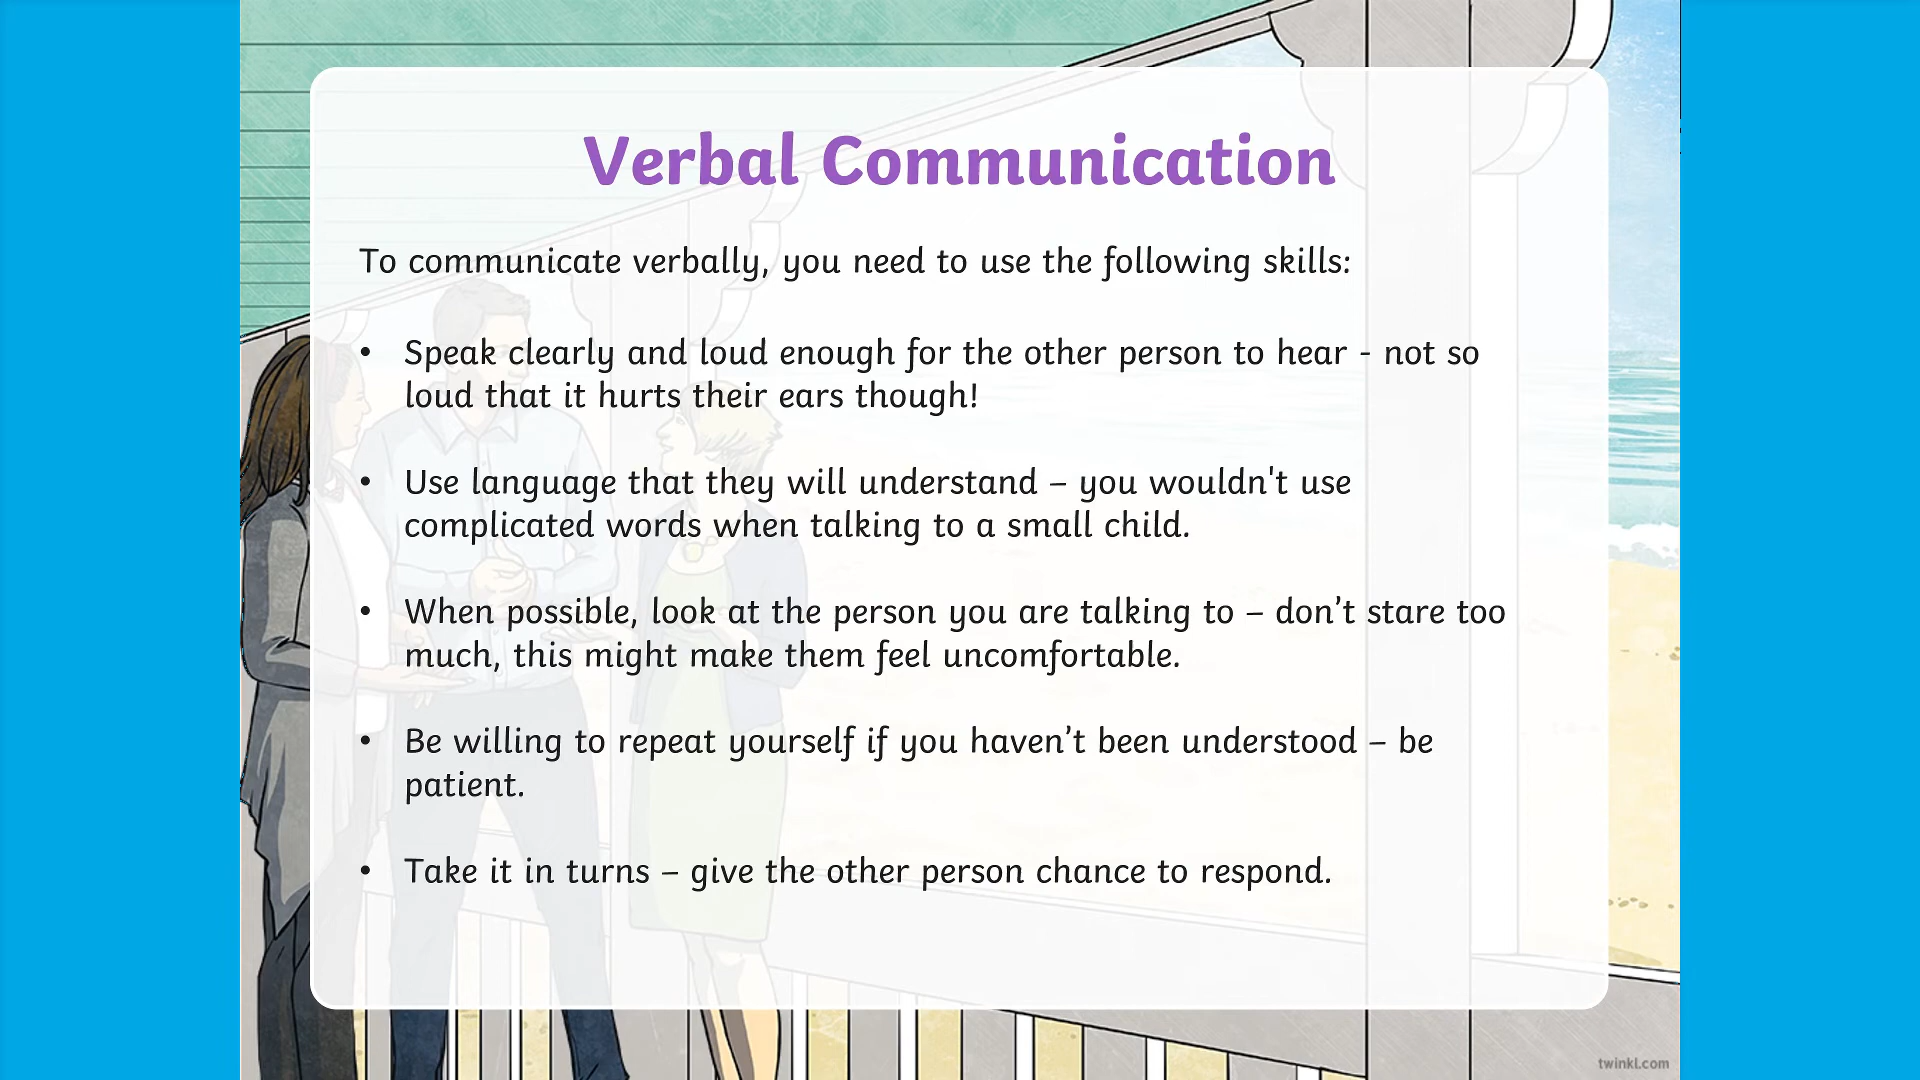 Verbal Communication
To communicate verbally, you need to use the following skills:
• Speak clearly and loud enough for the other person to hear - not so
loud that it hurts their ears though!
• Use language that they will understand – you wouldn't use
complicated words when talking to a small child.
• When possible, look at the person you are talking to – don’t stare too
much, this might make them feel uncomfortable.
• Be willing to repeat yourself if you haven’t been understood – be
patient.
• Take it in turns – give the other person chance to respond.
twinkl.com